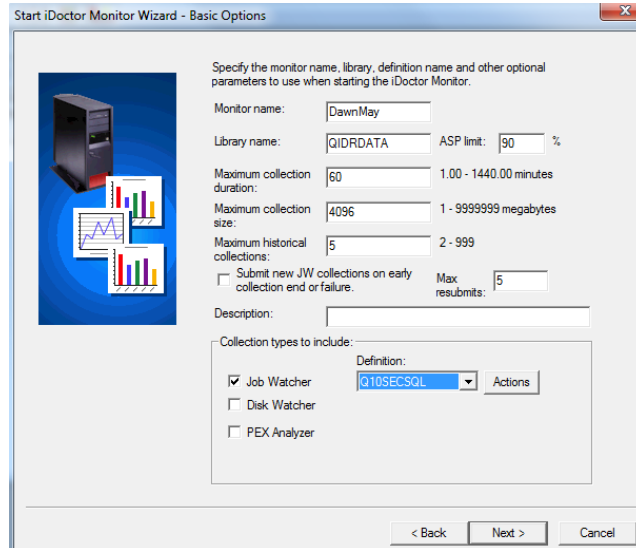 Start iDoctor Monitor Wizard - Basic Options
Specify the monitor name, library, definition name and other optional
parameters to use when starting the iDoctor Monitor.
Monitor name: DawnMay
Library name: QIDRDATA ASP limit: 90 %
Maximum collection
duration: 60 1.00 - 1440.00 minutes
Maximum collection
size: 4096 1 - 9999999 megabytes
Maximum historical
collections: 5 2 - 999
Submit new JW collections on early
collection end or failure. Max
resubmits: 5
Description:
Collection types to include:
Definition:
Job Watcher Q10SECSQL Actions
Disk Watcher
PEX Analyzer
< Back Next > Cancel